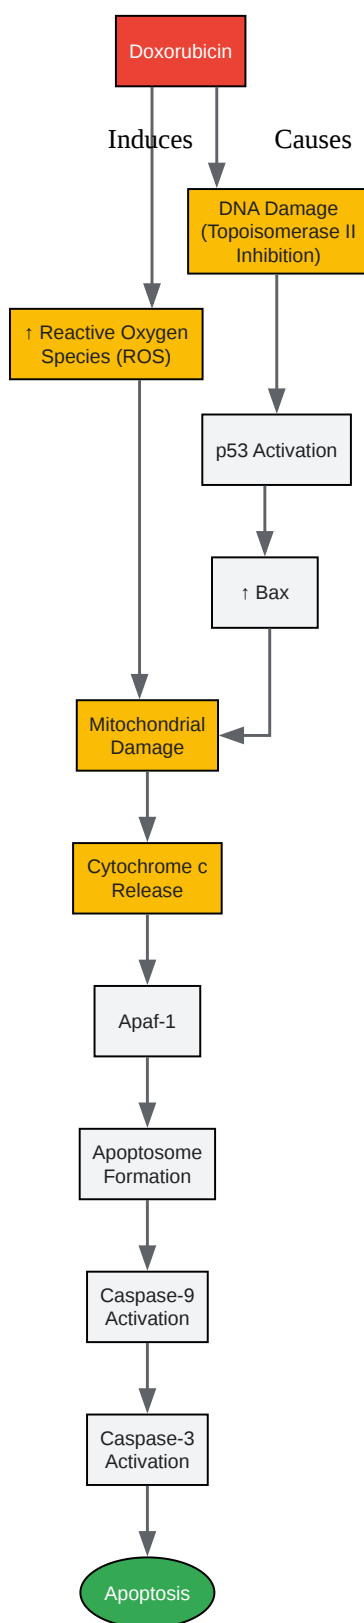 Doxorubicin
Induces
Causes
DNA Damage
(Topoisomerase II
Inhibition)
↑ Reactive Oxygen
Species (ROS)
p53 Activation
↑ Bax
Mitochondrial
Damage
Cytochrome c
Release
Apaf-1
Apoptosome
Formation
Caspase-9
Activation
Caspase-3
Activation
Apoptosis